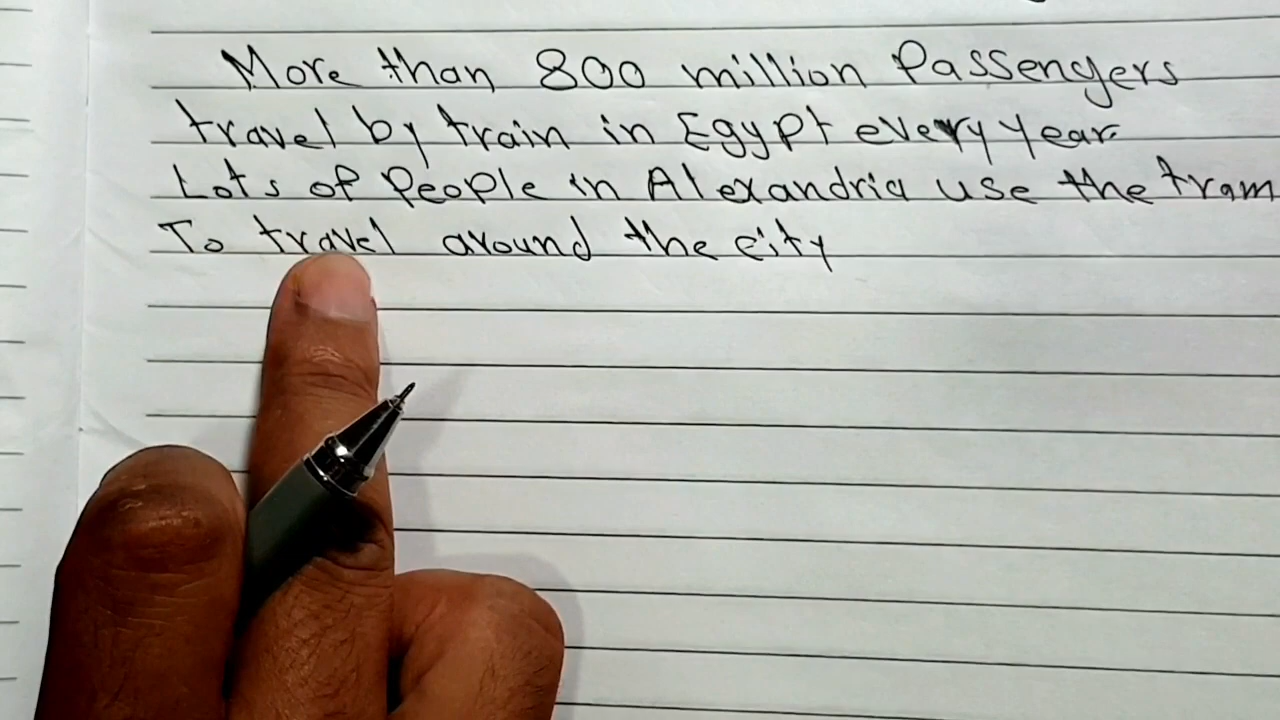 More than 800 million Passengers
travel by train in Egypt every year.
Lots of People in Alexandria use the tram
To travel around the city